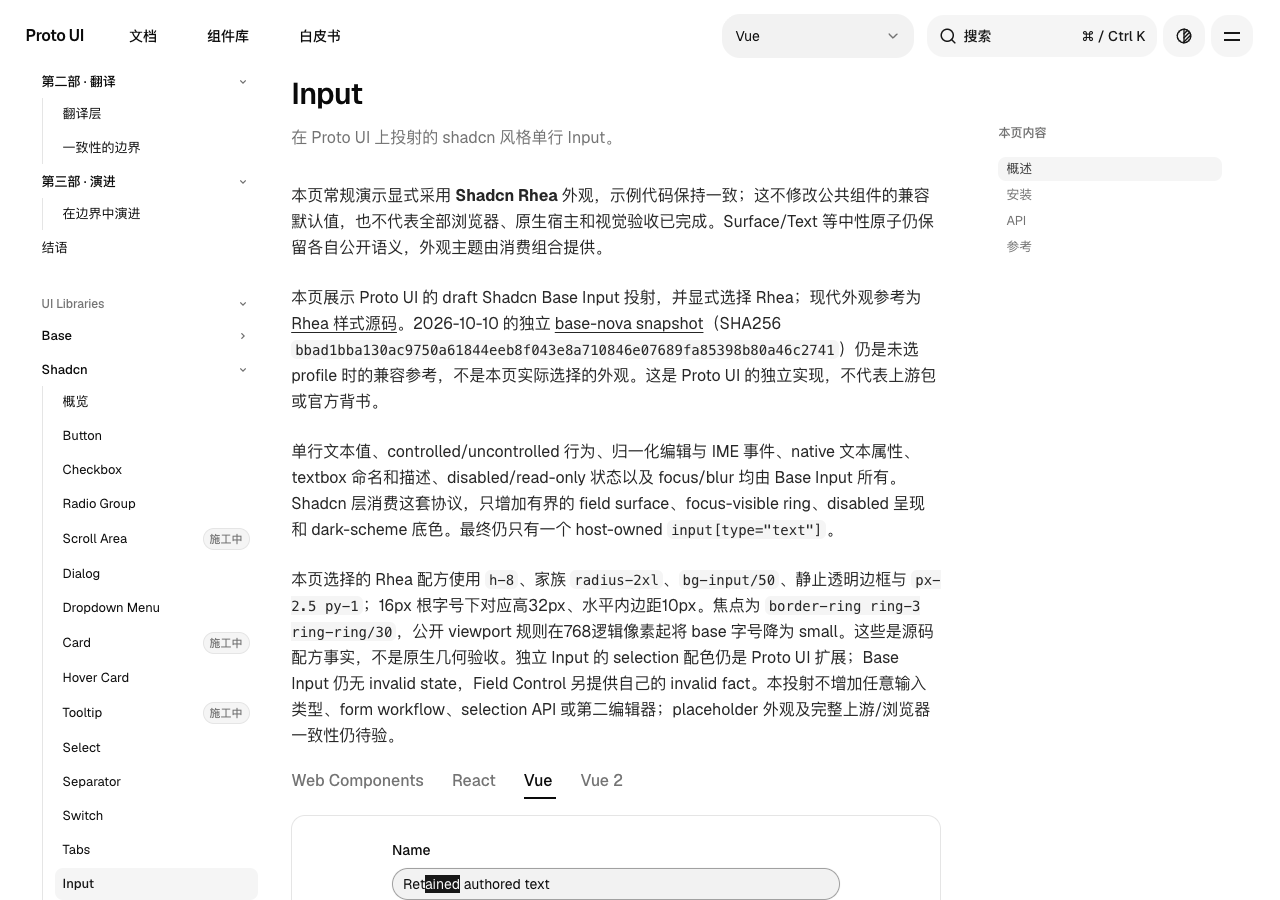 Proto UI
文档
组件库
白皮书
Vue
搜索
⌘ / Ctrl K
第二部 · 翻译
翻译层
一致性的边界
第三部 · 演进
在边界中演进
结语
UI Libraries
Base
Shadcn
概览
Button
Checkbox
Radio Group
Scroll Area 施工中
Dialog
Dropdown Menu
Card 施工中
Hover Card
Tooltip 施工中
Select
Separator
Switch
Tabs
Input
Input
在 Proto UI 上投射的 shadcn 风格单行 Input。
本页常规演示显式采用 Shadcn Rhea 外观，示例代码保持一致；这不修改公共组件的兼容
默认值，也不代表全部浏览器、原生宿主和视觉验收已完成。Surface/Text 等中性原子仍保
留各自公开语义，外观主题由消费组合提供。
本页展示 Proto UI 的 draft Shadcn Base Input 投射，并显式选择 Rhea；现代外观参考为
Rhea 样式源码。2026-10-10 的独立 base-nova snapshot（SHA256
bbad1bba130ac9750a61844eeb8f043e8a710846e07689fa85398b80a46c2741）仍是未选
profile 时的兼容参考，不是本页实际选择的外观。这是 Proto UI 的独立实现，不代表上游包
或官方背书。
单行文本值、controlled/uncontrolled 行为、归一化编辑与 IME 事件、native 文本属性、
textbox 命名和描述、disabled/read-only 状态以及 focus/blur 均由 Base Input 所有。
Shadcn 层消费这套协议，只增加有界的 field surface、focus-visible ring、disabled 呈现
和 dark-scheme 底色。最终仍只有一个 host-owned input[type="text"]。
本页选择的 Rhea 配方使用 h-8、家族 radius-2xl、bg-input/50、静止透明边框与 px-
2.5 py-1；16px 根字号下对应高32px、水平内边距10px。焦点为 border-ring ring-3
ring-ring/30，公开 viewport 规则在768逻辑像素起将 base 字号降为 small。这些是源码
配方事实，不是原生几何验收。独立 Input 的 selection 配色仍是 Proto UI 扩展；Base
Input 仍无 invalid state，Field Control 另提供自己的 invalid fact。本投射不增加任意输入
类型、form workflow、selection API 或第二编辑器；placeholder 外观及完整上游/浏览器
一致性仍待验。
Web Components
React
Vue
Vue 2
Name
Retained authored text
本页内容
概述
安装
API
参考